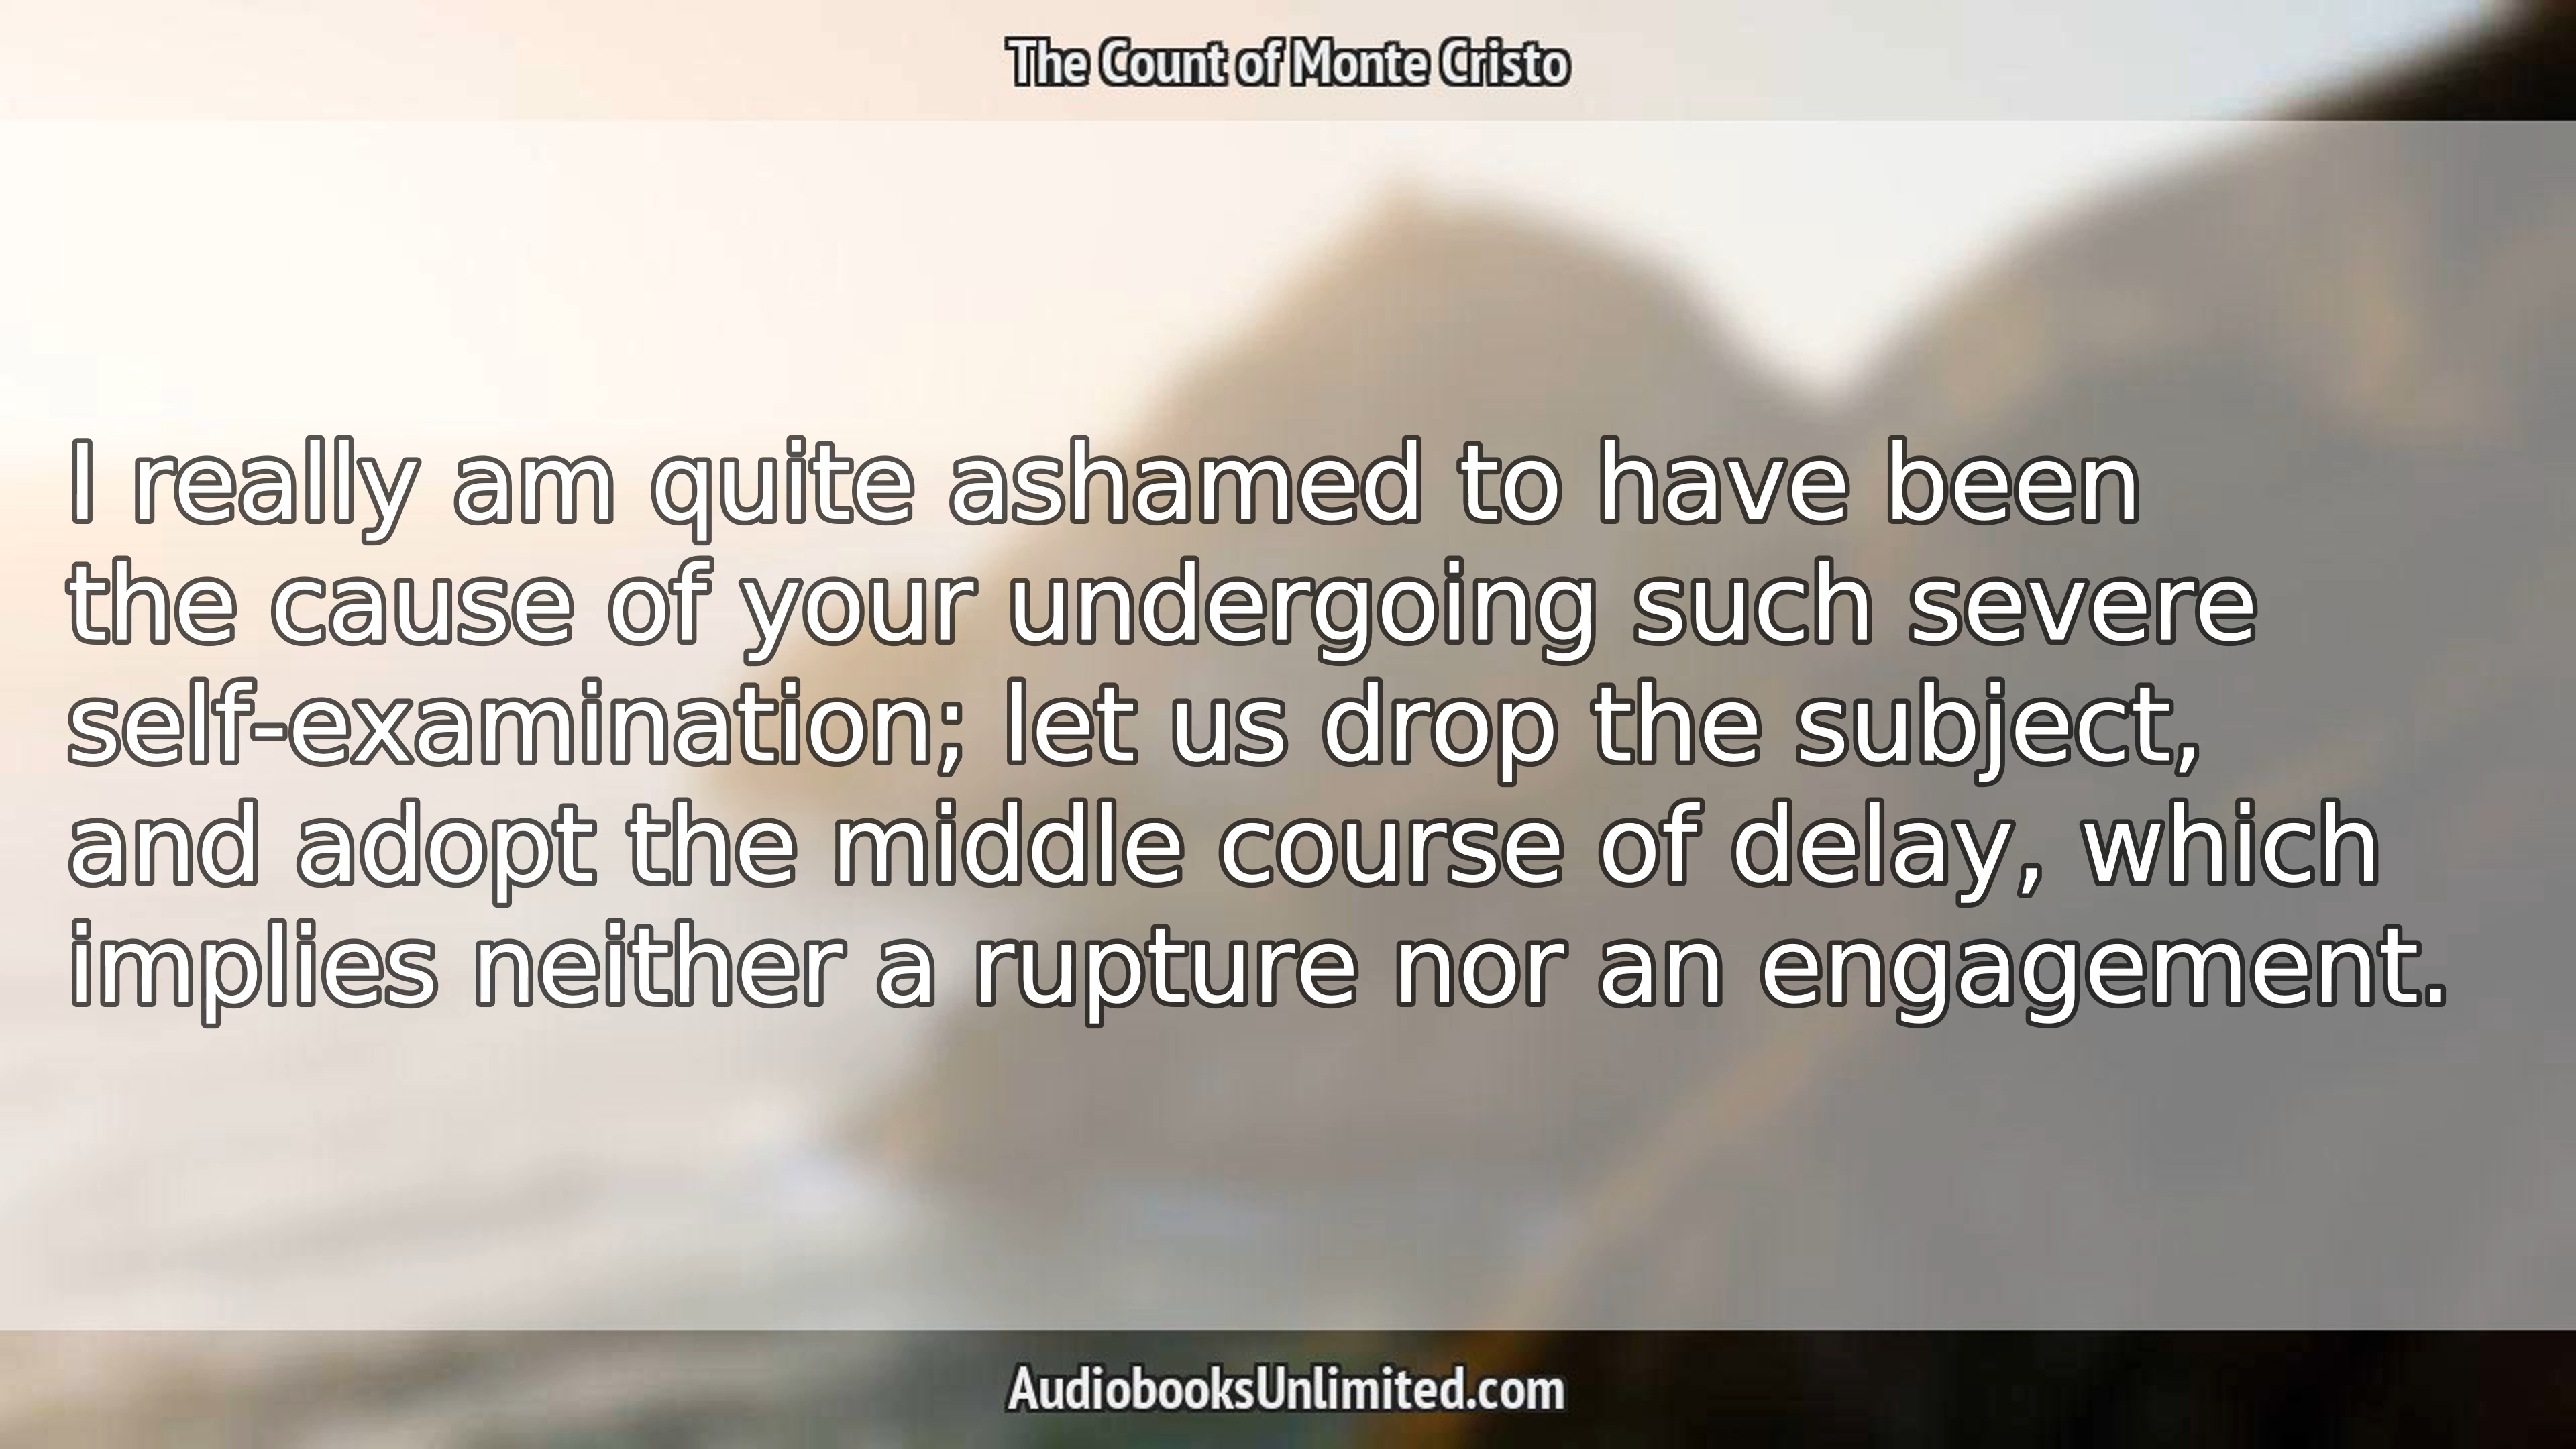 The Count of Monte Cristo
I really am quite ashamed to have been
the cause of your undergoing such severe
self-examination; let us drop the subject,
and adopt the middle course of delay, which
implies neither a rupture nor an engagement.
AudiobooksUnlimited.com